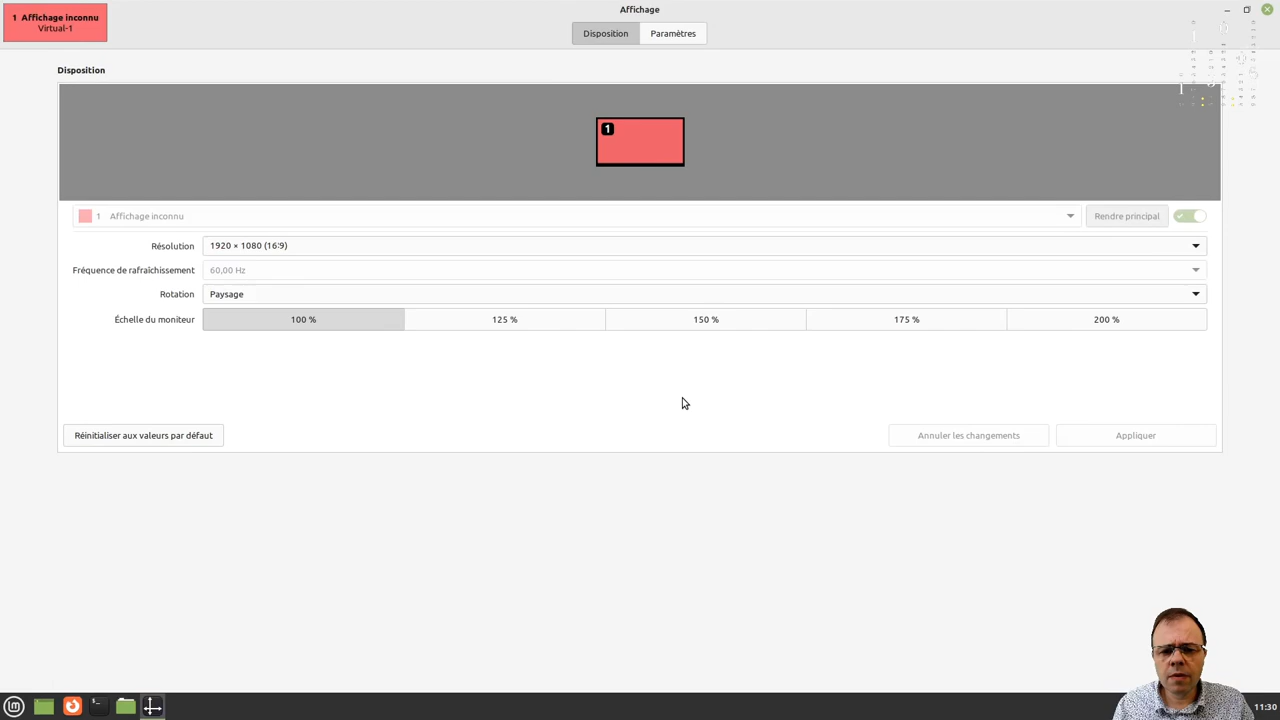 1 Affichage inconnu
Virtual-1
Affichage
Disposition
Paramètres
Disposition
1
1 Affichage inconnu
Rendre principal
Résolution
1920 × 1080 (16:9)
Fréquence de rafraîchissement
60,00 Hz
Rotation
Paysage
Échelle du moniteur
100 %
125 %
150 %
175 %
200 %
Réinitialiser aux valeurs par défaut
Annuler les changements
Appliquer
11:30